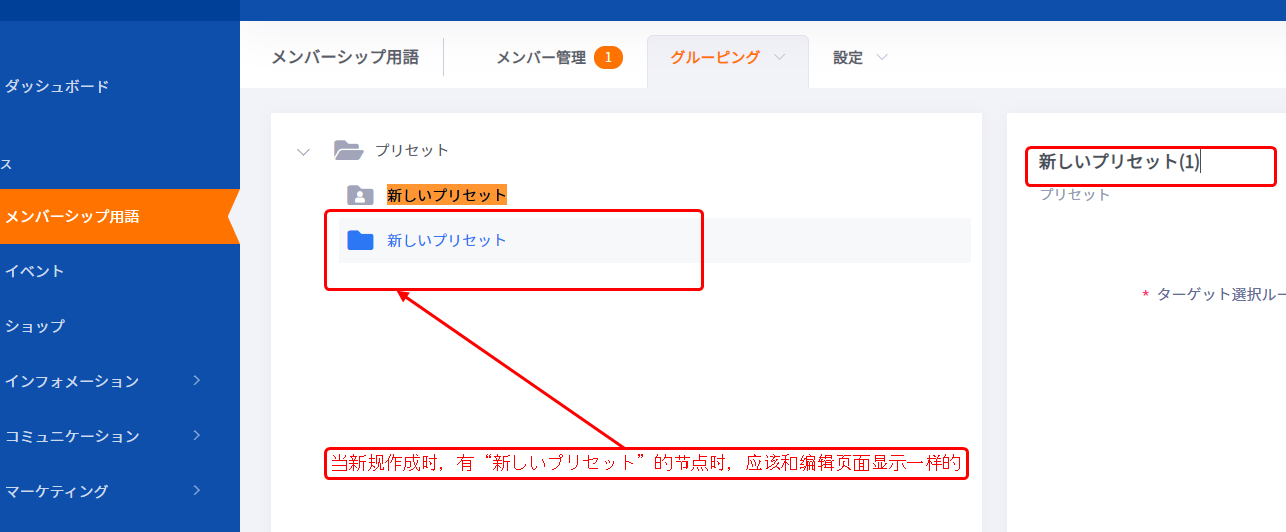 メンバーシップ用語
メンバー管理 1
グルーピング
設定
ダッシュボード
ス
メンバーシップ用語
イベント
ショップ
インフォメーション
コミュニケーション
マーケティング
プリセット
新しいプリセット
新しいプリセット
新しいプリセット(1)
プリセット
* ターゲット選択ルー
当新规作成时，有“新しいプリセット”的节点时，应该和编辑页面显示一样的